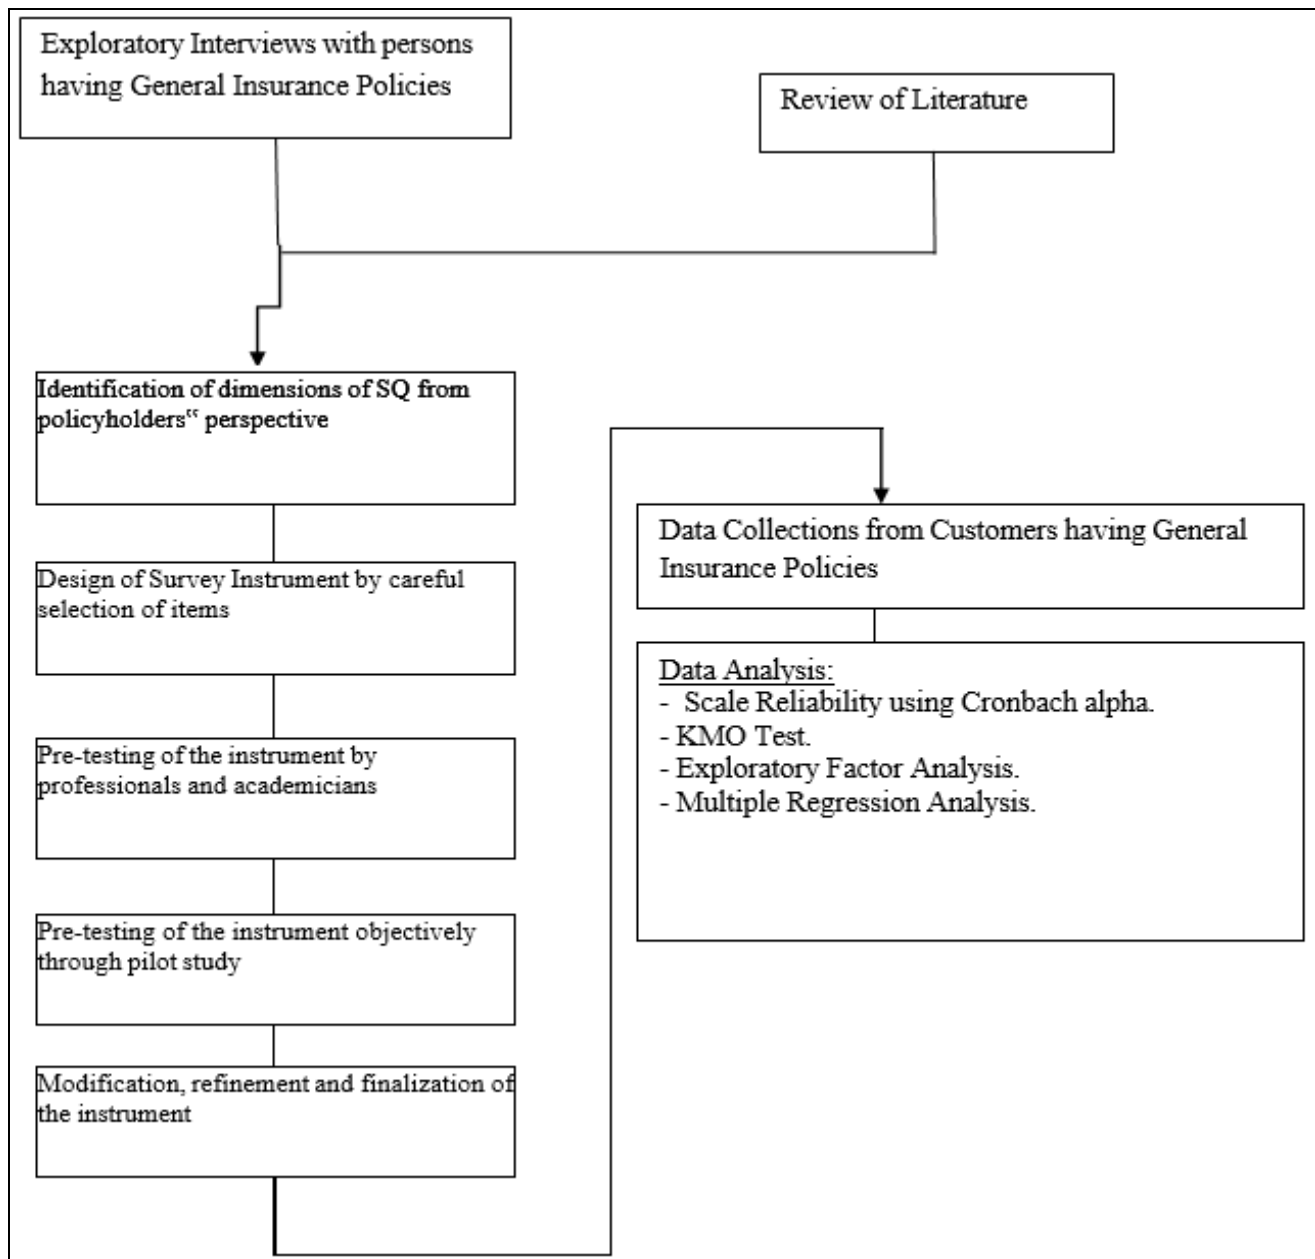 Exploratory Interviews with persons
having General Insurance Policies
Review of Literature
Identification of dimensions of SQ from
policyholders“ perspective
Design of Survey Instrument by careful
selection of items
Pre-testing of the instrument by
professionals and academicians
Pre-testing of the instrument objectively
through pilot study
Modification, refinement and finalization of
the instrument
Data Collections from Customers having General
Insurance Policies
Data Analysis:
- Scale Reliability using Cronbach alpha.
- KMO Test.
- Exploratory Factor Analysis.
- Multiple Regression Analysis.